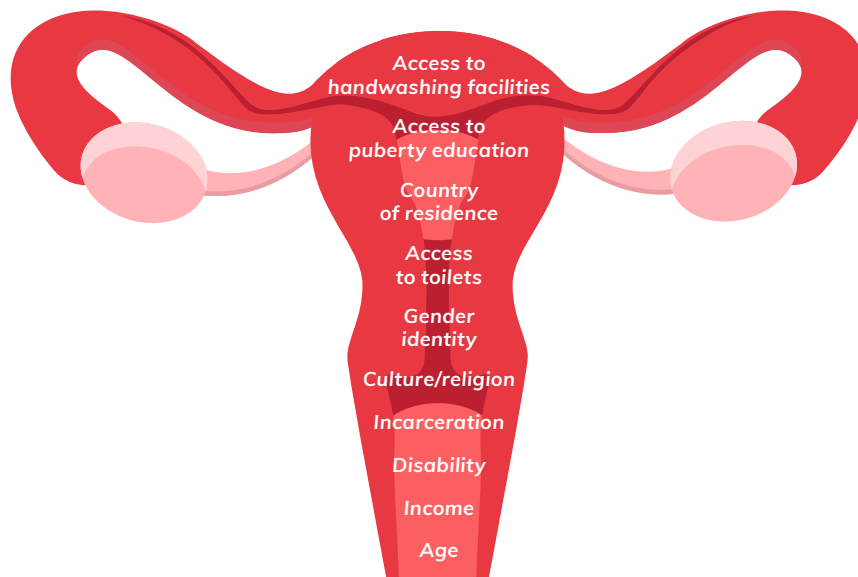 Access to
handwashing facilities
Access to
puberty education
Country
of residence
Access
to toilets
Gender
identity
Culture/religion
Incarceration
Disability
Income
Age